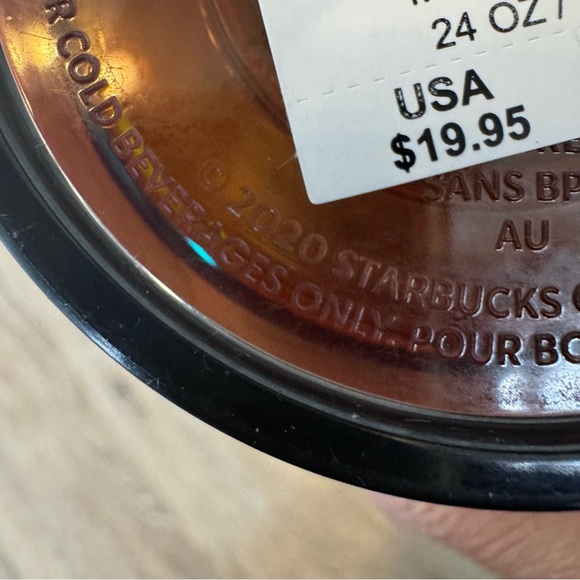 24 OZ /
USA
$19.95
SANS BP
AU
© 2020 STARBUCKS
R COLD BEVERAGES ONLY. POUR BO